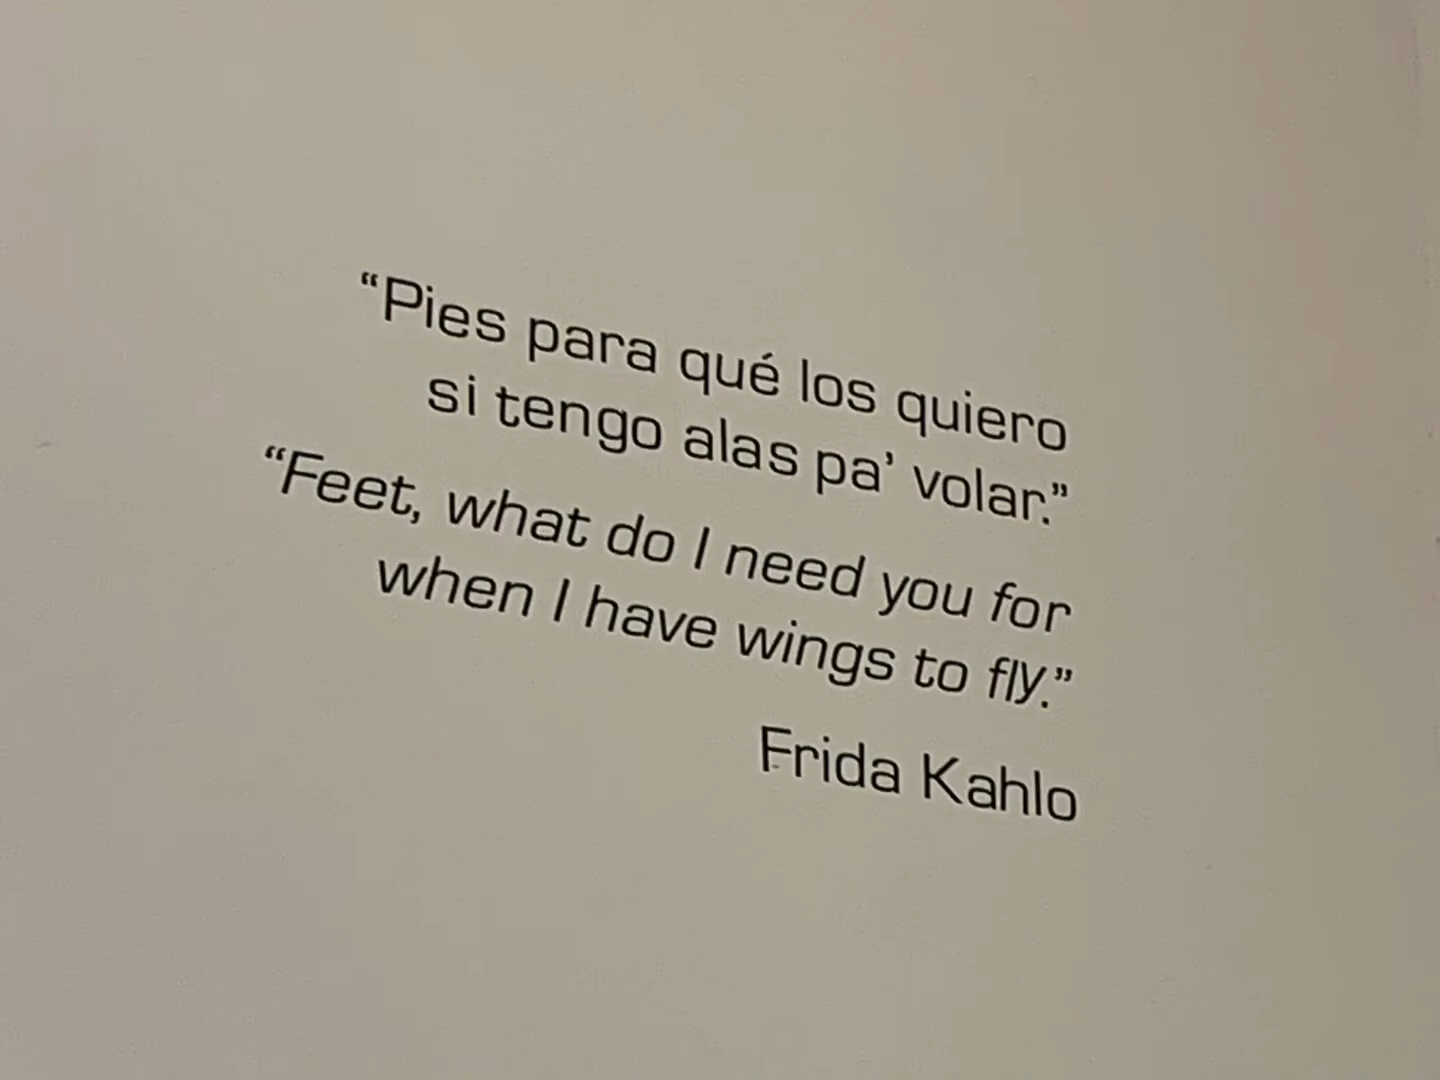 “Pies para qué los quiero
si tengo alas pa’ volar.”
“Feet, what do I need you for
when I have wings to fly.”
Frida Kahlo